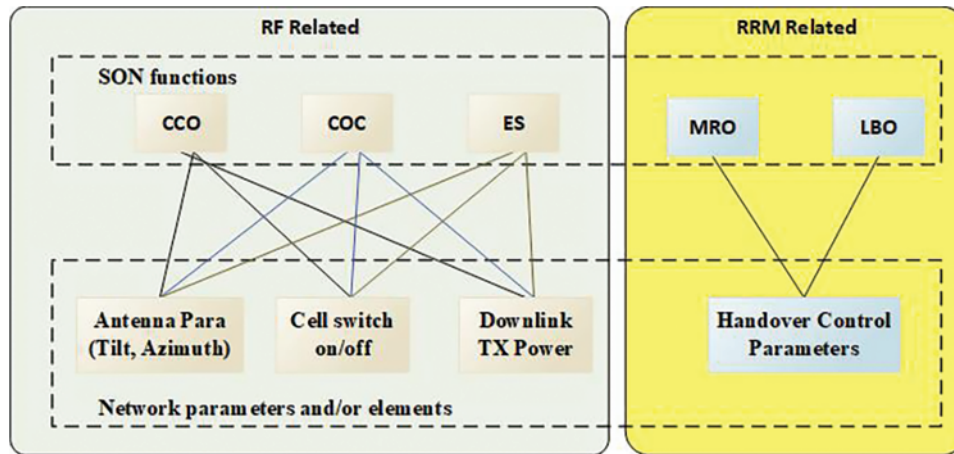 RF Related
RRM Related
SON functions
CCO
COC
ES
MRO
LBO
Antenna Para
(Tilt, Azimuth)
Cell switch
on/off
Downlink
TX Power
Handover Control
Parameters
Network parameters and/or elements